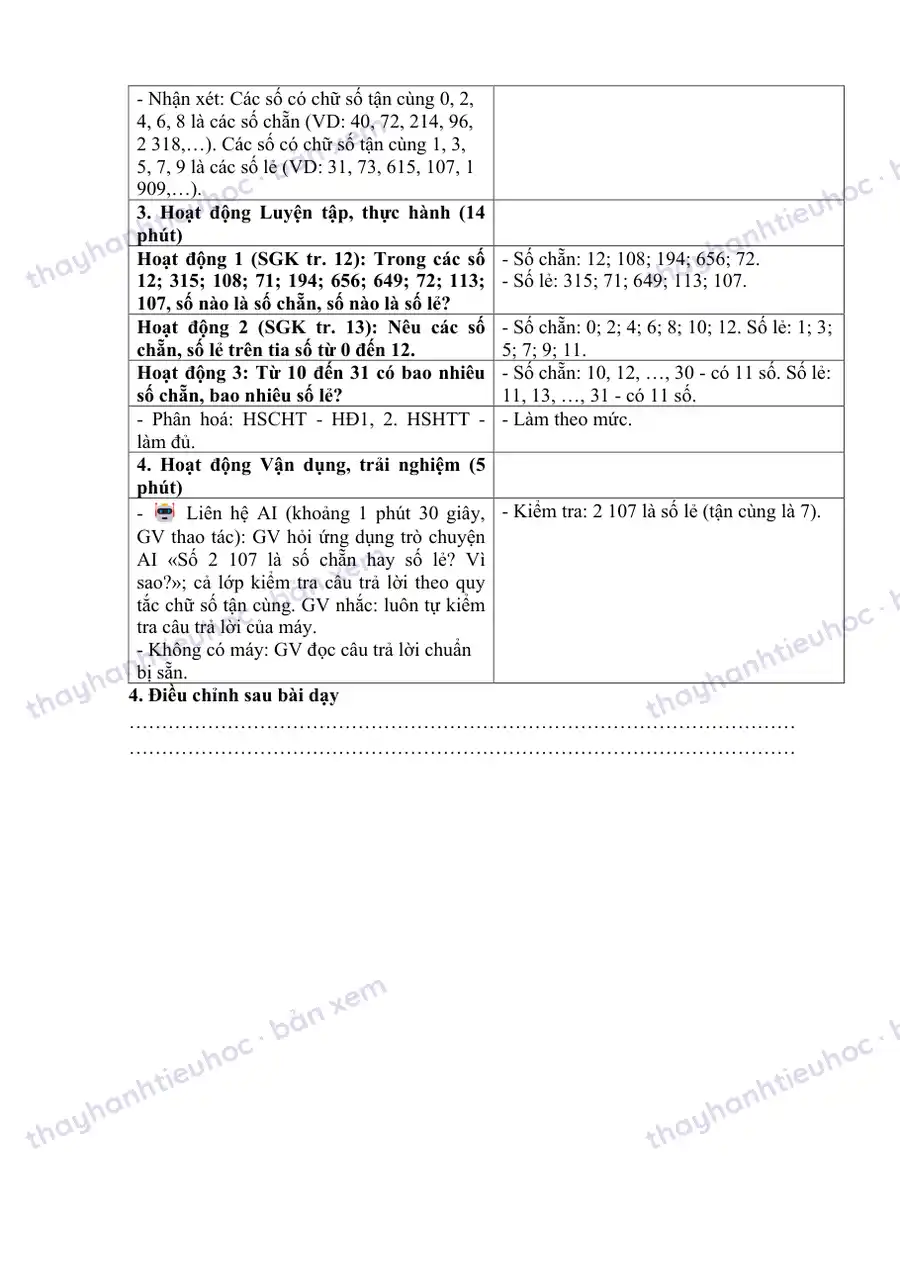 - Nhận xét: Các số có chữ số tận cùng 0, 2,
4, 6, 8 là các số chẵn (VD: 40, 72, 214, 96,
2 318,…). Các số có chữ số tận cùng 1, 3,
5, 7, 9 là các số lẻ (VD: 31, 73, 615, 107, 1
909,…).
3. Hoạt động Luyện tập, thực hành (14
phút)
Hoạt động 1 (SGK tr. 12): Trong các số
12; 315; 108; 71; 194; 656; 649; 72; 113;
107, số nào là số chẵn, số nào là số lẻ?
- Số chẵn: 12; 108; 194; 656; 72.
- Số lẻ: 315; 71; 649; 113; 107.
Hoạt động 2 (SGK tr. 13): Nêu các số
chẵn, số lẻ trên tia số từ 0 đến 12.
- Số chẵn: 0; 2; 4; 6; 8; 10; 12. Số lẻ: 1; 3;
5; 7; 9; 11.
Hoạt động 3: Từ 10 đến 31 có bao nhiêu
số chẵn, bao nhiêu số lẻ?
- Số chẵn: 10, 12, …, 30 - có 11 số. Số lẻ:
11, 13, …, 31 - có 11 số.
- Phân hoá: HSCHT - HĐ1, 2. HSHTT -
làm đủ.
- Làm theo mức.
4. Hoạt động Vận dụng, trải nghiệm (5
phút)
- Liên hệ AI (khoảng 1 phút 30 giây,
GV thao tác): GV hỏi ứng dụng trò chuyện
AI «Số 2 107 là số chẵn hay số lẻ? Vì
sao?»; cả lớp kiểm tra câu trả lời theo quy
tắc chữ số tận cùng. GV nhắc: luôn tự kiểm
tra câu trả lời của máy.
- Không có máy: GV đọc câu trả lời chuẩn
bị sẵn.
- Kiểm tra: 2 107 là số lẻ (tận cùng là 7).
4. Điều chỉnh sau bài dạy
……………………………………………………………………………………
……………………………………………………………………………………
thayhanhtieuhoc · bản xem
thayhanhtieuhoc · b
thayhanhtieuhoc · bản xem
thayhanhtieuhoc · b
thayhanhtieuhoc · bản xem
thayhanhtieuhoc · b